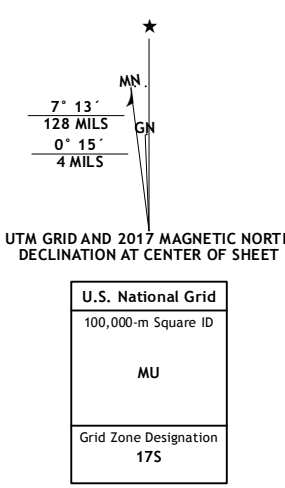 ★
MN
7° 13´
128 MILS
GN
0° 15´
4 MILS
UTM GRID AND 2017 MAGNETIC NORT
DECLINATION AT CENTER OF SHEET
U.S. National Grid
100,000-m Square ID
MU
Grid Zone Designation
17S